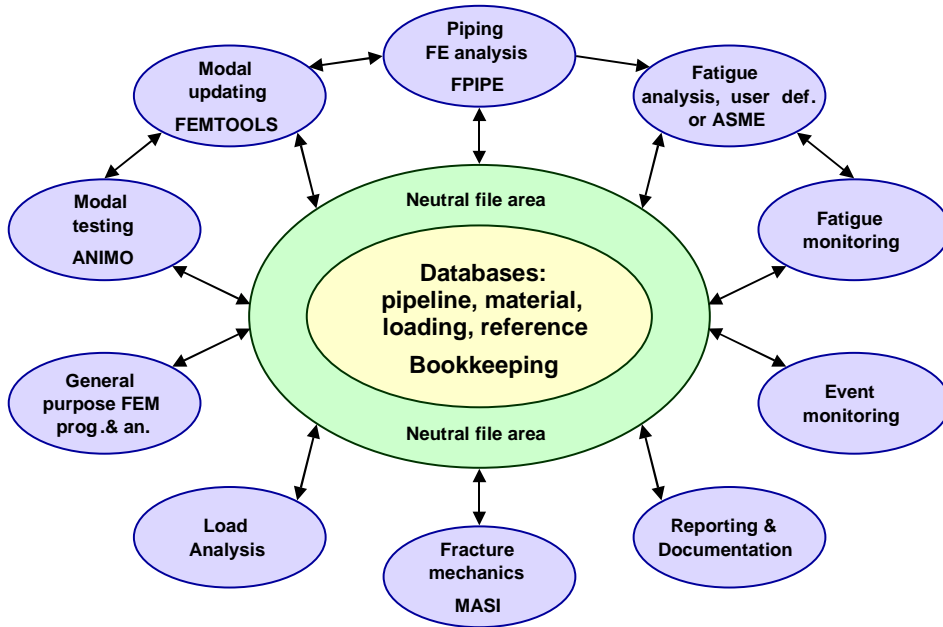 Piping
FE analysis
FPIPE
Modal
updating
FEMTOOLS
Fatigue
analysis, user def.
or ASME
Modal
testing
ANIMO
Neutral file area
Fatigue
monitoring
Databases:
pipeline, material,
loading, reference
Bookkeeping
General
purpose FEM
prog.& an.
Event
monitoring
Neutral file area
Load
Analysis
Fracture
mechanics
MASI
Reporting &
Documentation